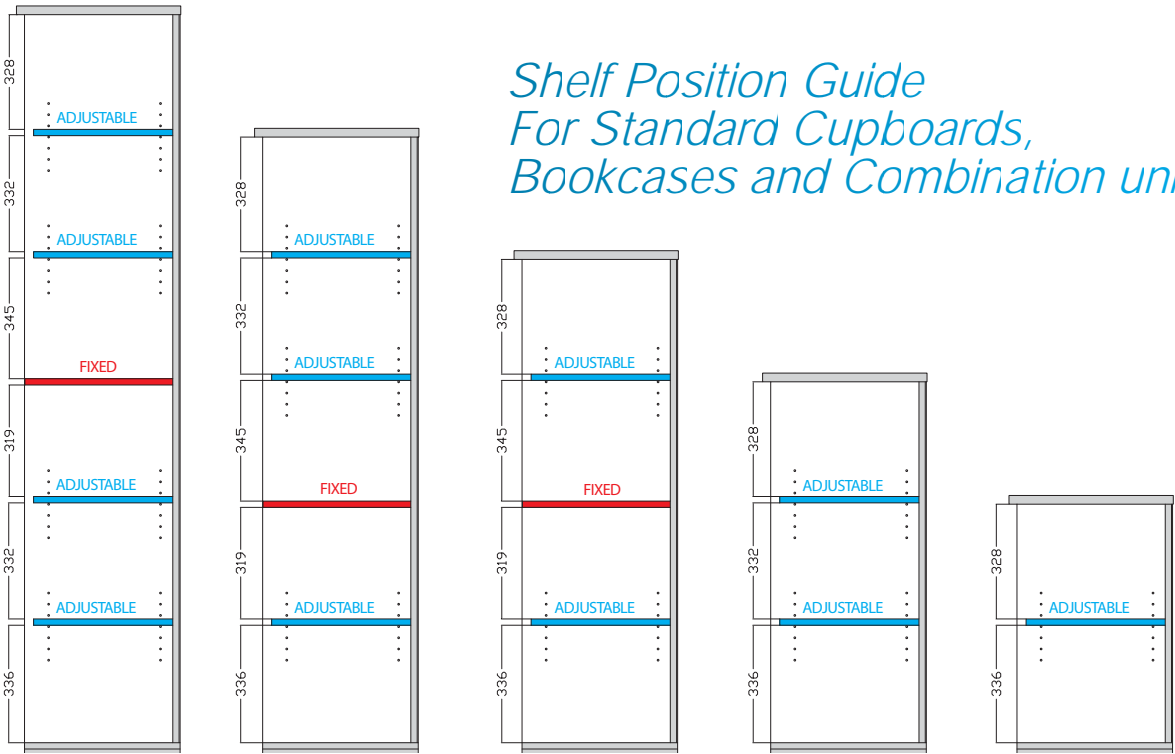 Shelf Position Guide
For Standard Cupboards,
Bookcases and Combination
328
ADJUSTABLE
332
ADJUSTABLE
345
FIXED
319
ADJUSTABLE
332
ADJUSTABLE
336
328
ADJUSTABLE
332
ADJUSTABLE
345
FIXED
319
ADJUSTABLE
336
328
ADJUSTABLE
345
FIXED
319
ADJUSTABLE
336
328
ADJUSTABLE
332
ADJUSTABLE
336
328
ADJUSTABLE
336